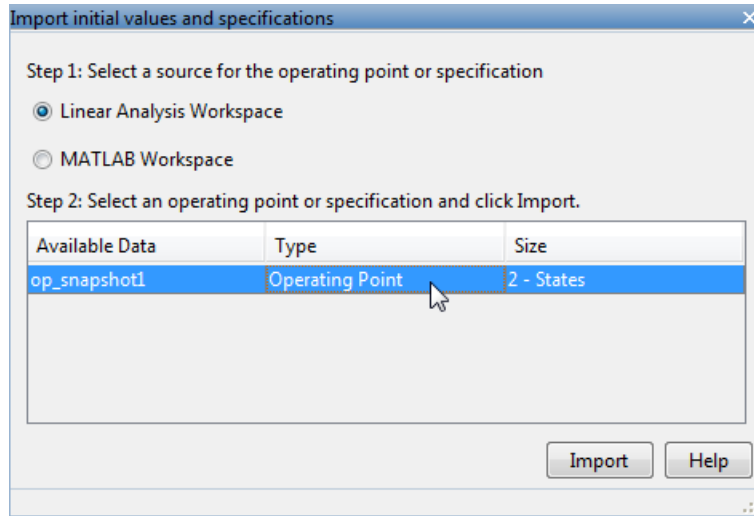 Import initial values and specifications
Step 1: Select a source for the operating point or specification
Linear Analysis Workspace
MATLAB Workspace
Step 2: Select an operating point or specification and click Import.
Available Data Type Size
op_snapshot1 Operating Point 2 - States
Import Help